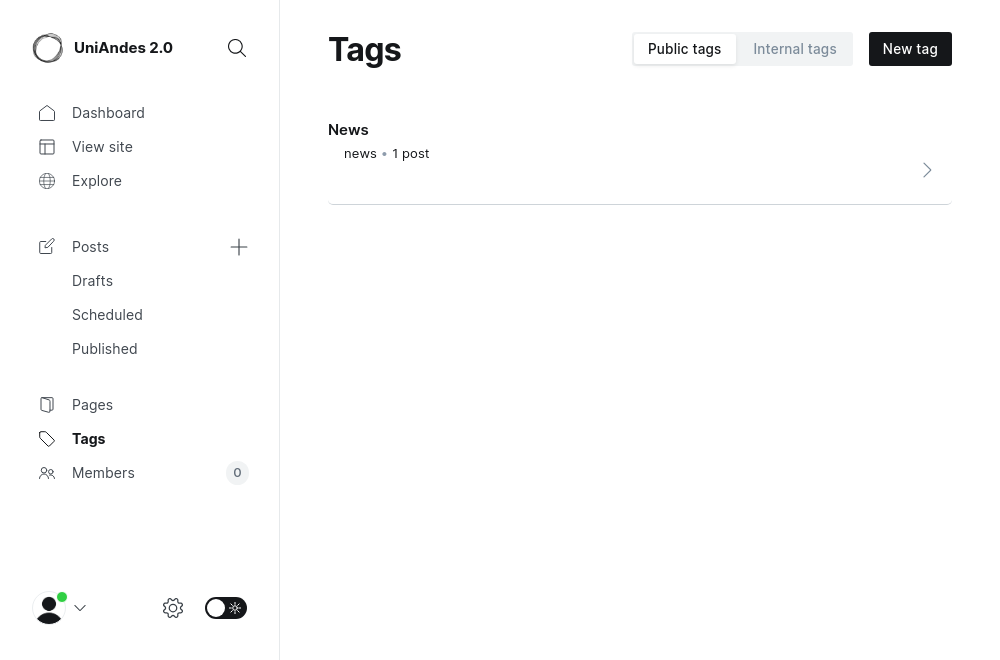 UniAndes 2.0
Dashboard
View site
Explore
Posts
Drafts
Scheduled
Published
Pages
Tags
Members
0
Tags
Public tags
Internal tags
New tag
News
news • 1 post